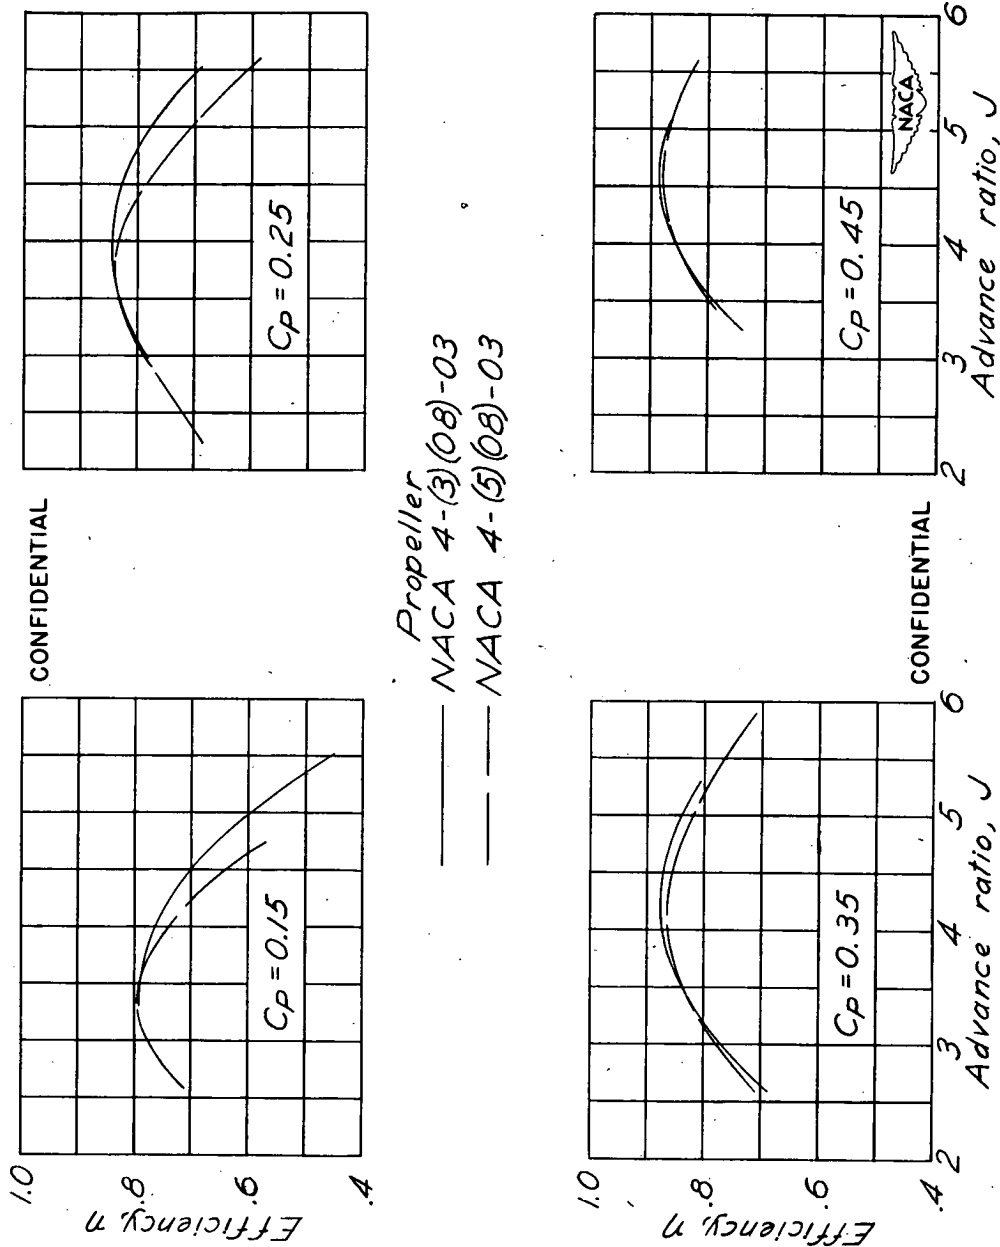 CONFIDENTIAL
1.0
.8
.6
.4
Efficiency, η
Cp = 0.15
Cp = 0.25
Propeller
NACA 4-(3)(08)-03
NACA 4-(5)(08)-03
1.0
.8
.6
.4
Efficiency, η
Cp = 0.35
2 3 4 5 6
Advance ratio, J
CONFIDENTIAL
Cp = 0.45
NACA
2 3 4 5 6
Advance ratio, J